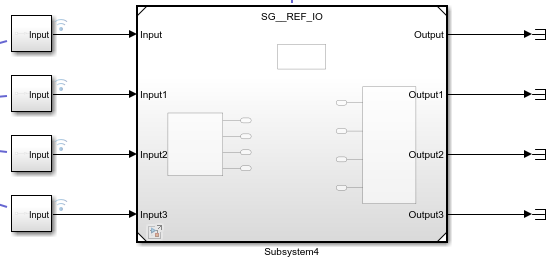 SG__REF_IO
Input
Input
Output
Input
Input1
Output1
Input
Input2
Output2
Input
Input3
Output3
Subsystem4